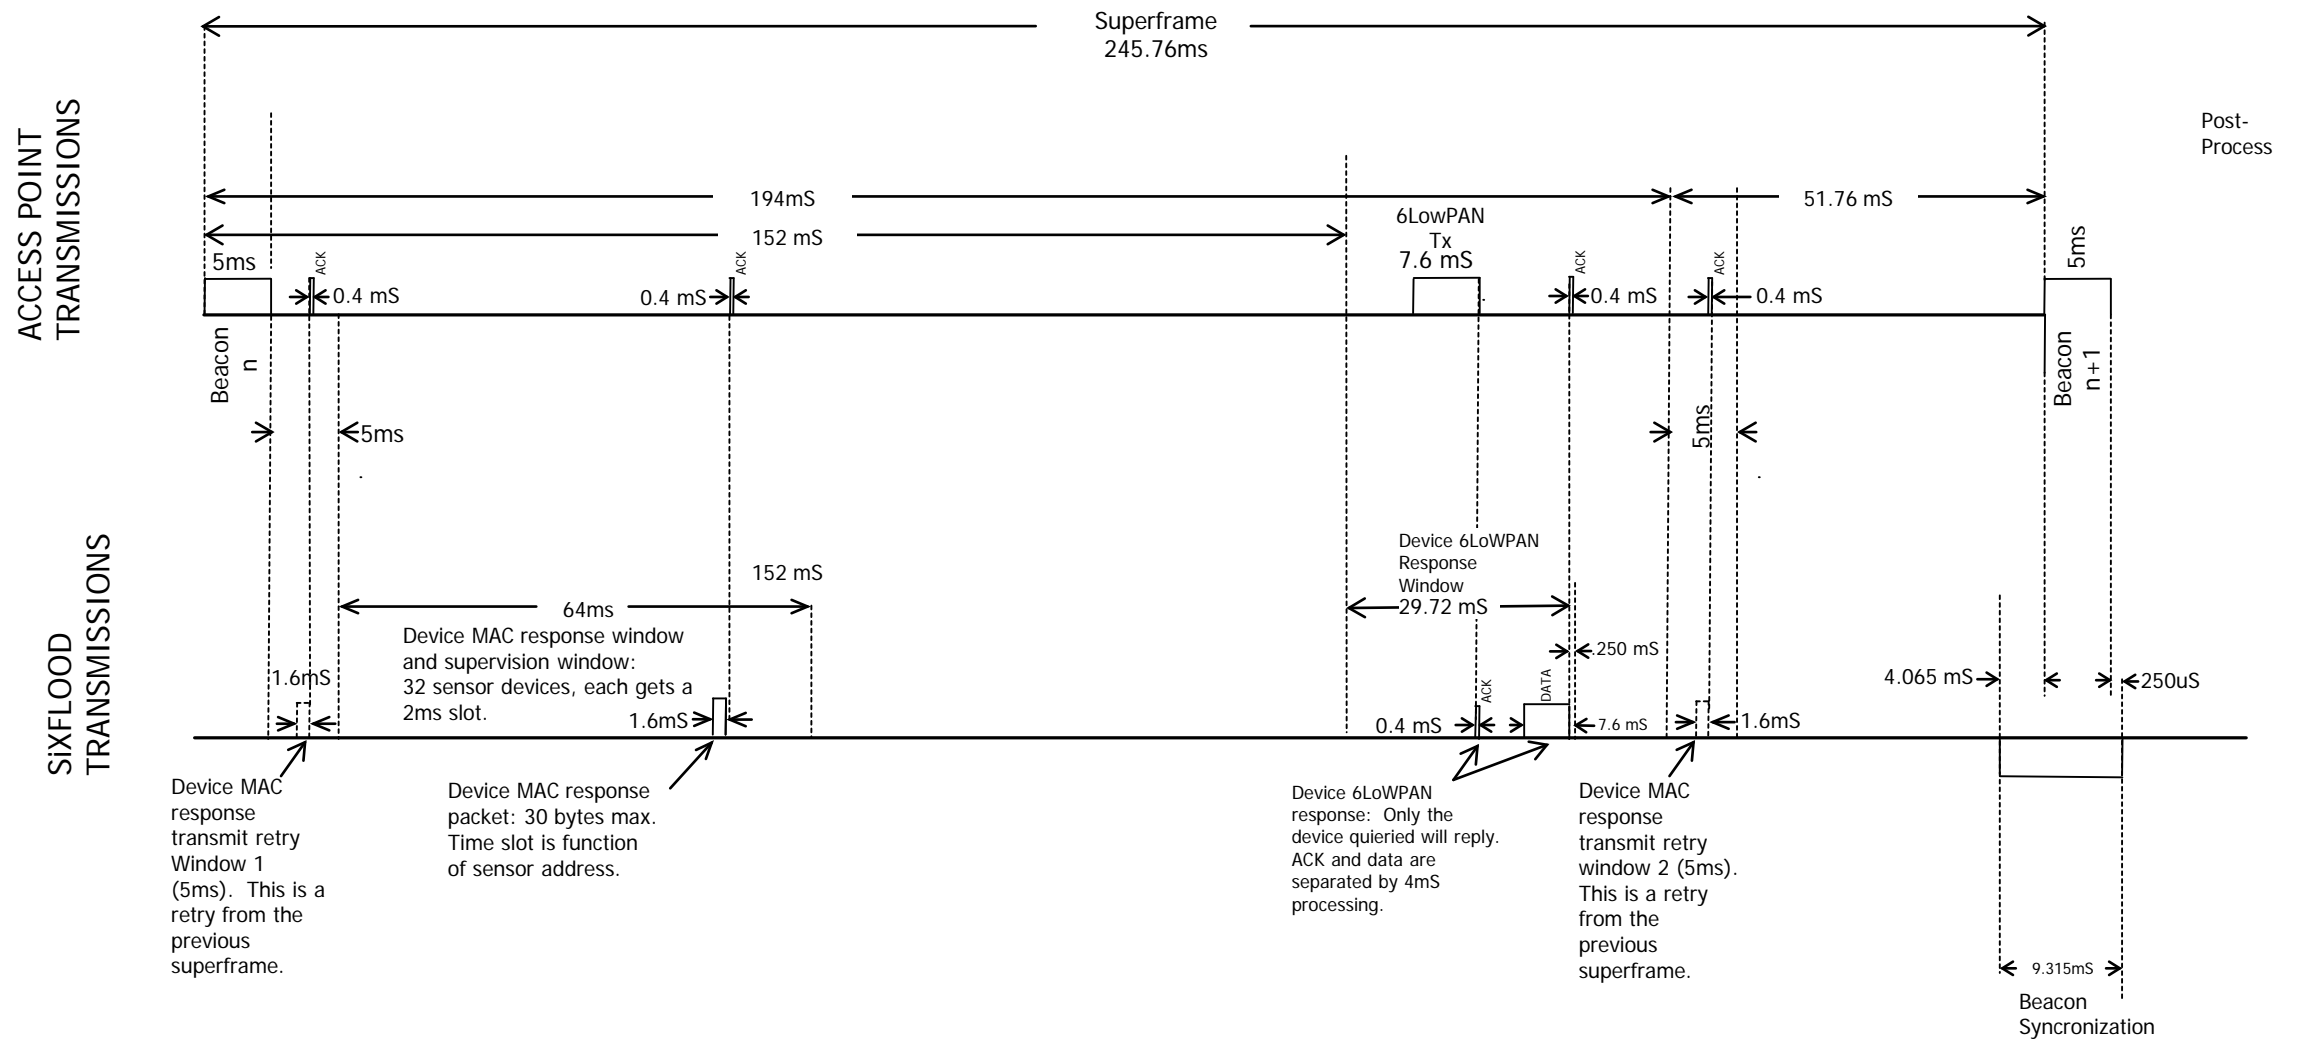 Superframe
245.76ms
ACCESS POINT
TRANSMISSIONS
Post-
Process
194mS
51.76 mS
152 mS
6LowPAN
Tx
7.6 mS
5ms
ACK
0.4 mS
0.4 mS
ACK
ACK
0.4 mS
ACK
0.4 mS
5ms
Beacon
n
Beacon
n+1
5ms
5ms
SiXFLOOD
TRANSMISSIONS
152 mS
64ms
Device MAC response window
and supervision window:
32 sensor devices, each gets a
2ms slot.
1.6mS
1.6mS
Device 6LoWPAN
Response
Window
29.72 mS
.250 mS
ACK
DATA
0.4 mS
7.6 mS
1.6mS
4.065 mS
250uS
Device MAC
response
transmit retry
Window 1
(5ms). This is a
retry from the
previous
superframe.
Device MAC response
packet: 30 bytes max.
Time slot is function
of sensor address.
Device 6LoWPAN
response: Only the
device quieried will reply.
ACK and data are
separated by 4mS
processing.
Device MAC
response
transmit retry
window 2 (5ms).
This is a retry
from the
previous
superframe.
9.315mS
Beacon
Syncronization